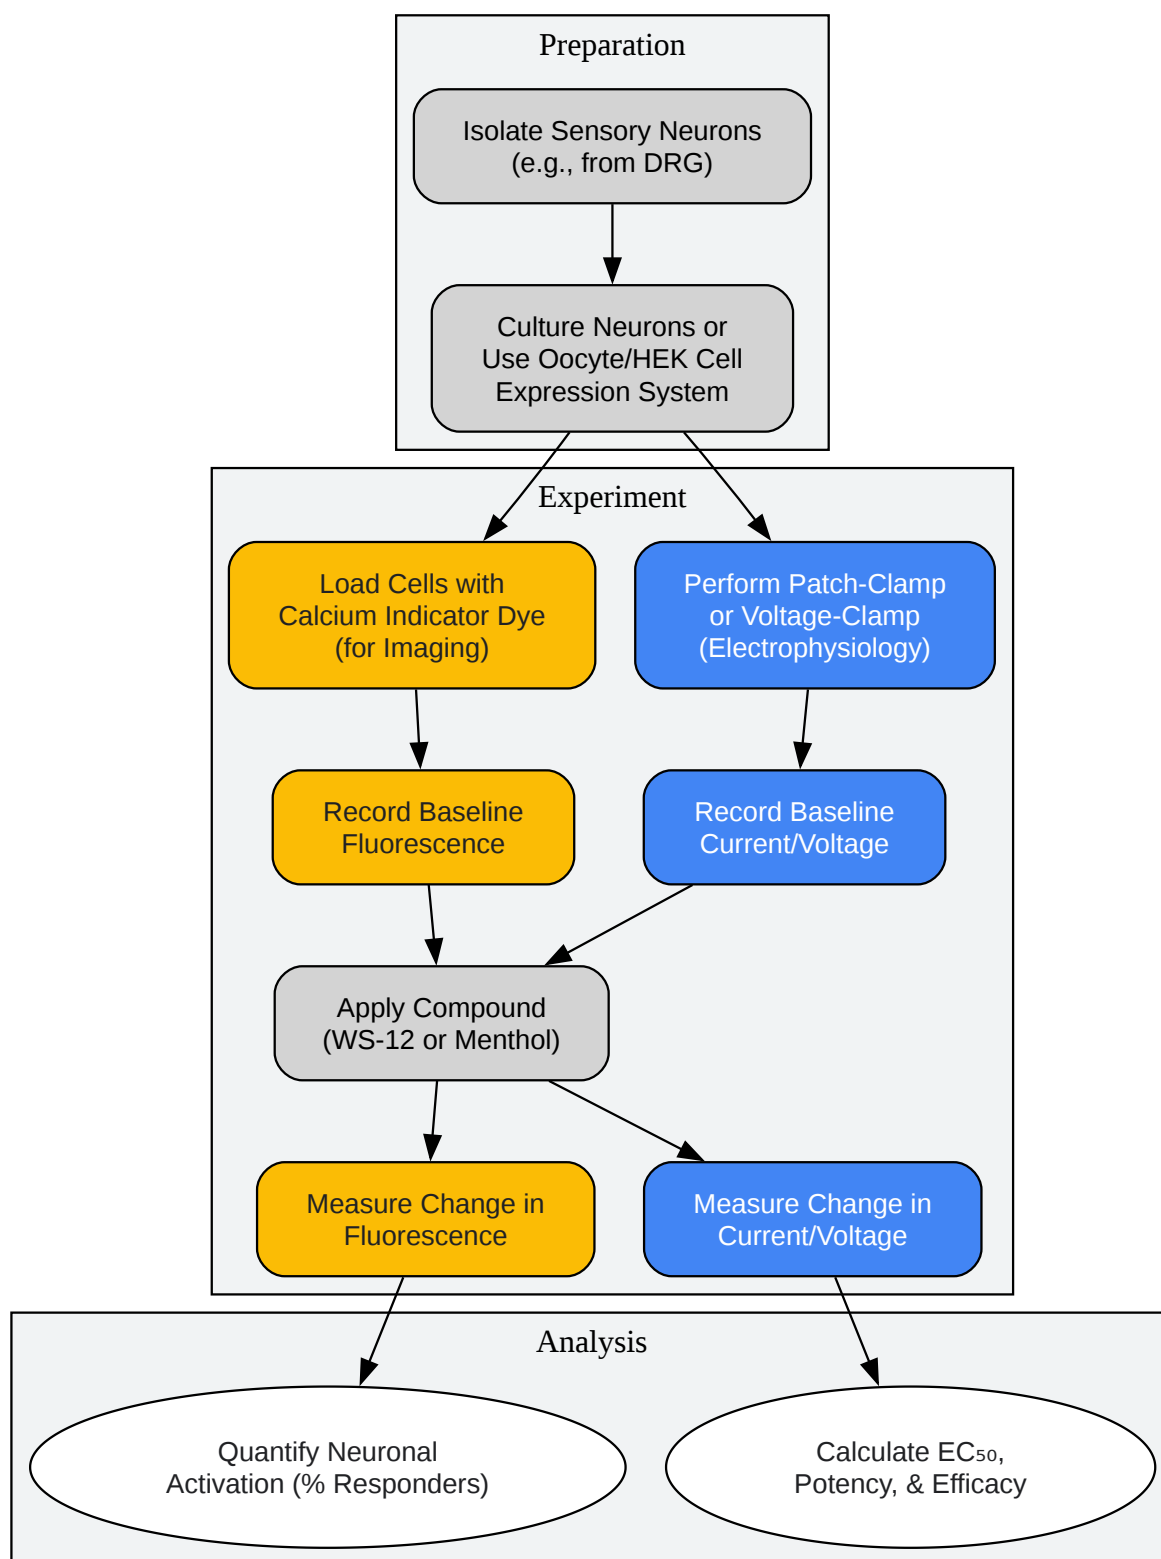 Preparation
Isolate Sensory Neurons
(e.g., from DRG)
Culture Neurons or
Use Oocyte/HEK Cell
Expression System
Experiment
Load Cells with
Calcium Indicator Dye
(for Imaging)
Perform Patch-Clamp
or Voltage-Clamp
(Electrophysiology)
Record Baseline
Fluorescence
Record Baseline
Current/Voltage
Apply Compound
(WS-12 or Menthol)
Measure Change in
Fluorescence
Measure Change in
Current/Voltage
Analysis
Quantify Neuronal
Activation (% Responders)
Calculate EC₅₀,
Potency, & Efficacy